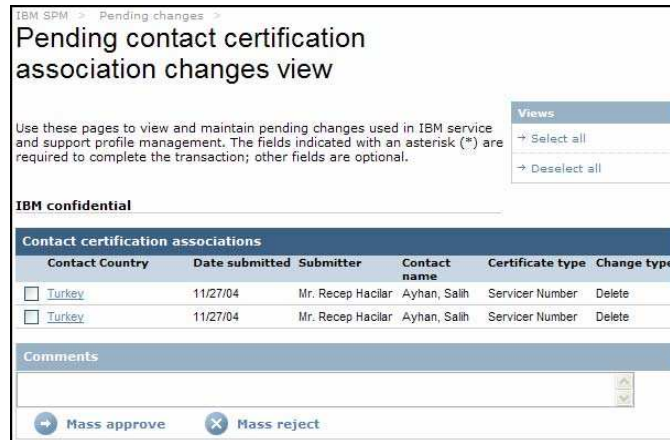 IBM SPM > Pending changes >
Pending contact certification
association changes view
Use these pages to view and maintain pending changes used in IBM service
and support profile management. The fields indicated with an asterisk (*) are
required to complete the transaction; other fields are optional.
Views
Select all
Deselect all
IBM confidential
Contact certification associations
Contact Country Date submitted Submitter Contact name Certificate type Change type
Turkey 11/27/04 Mr. Recep Hacilar Ayhan, Salih Servicer Number Delete
Turkey 11/27/04 Mr. Recep Hacilar Ayhan, Salih Servicer Number Delete
Comments
Mass approve Mass reject